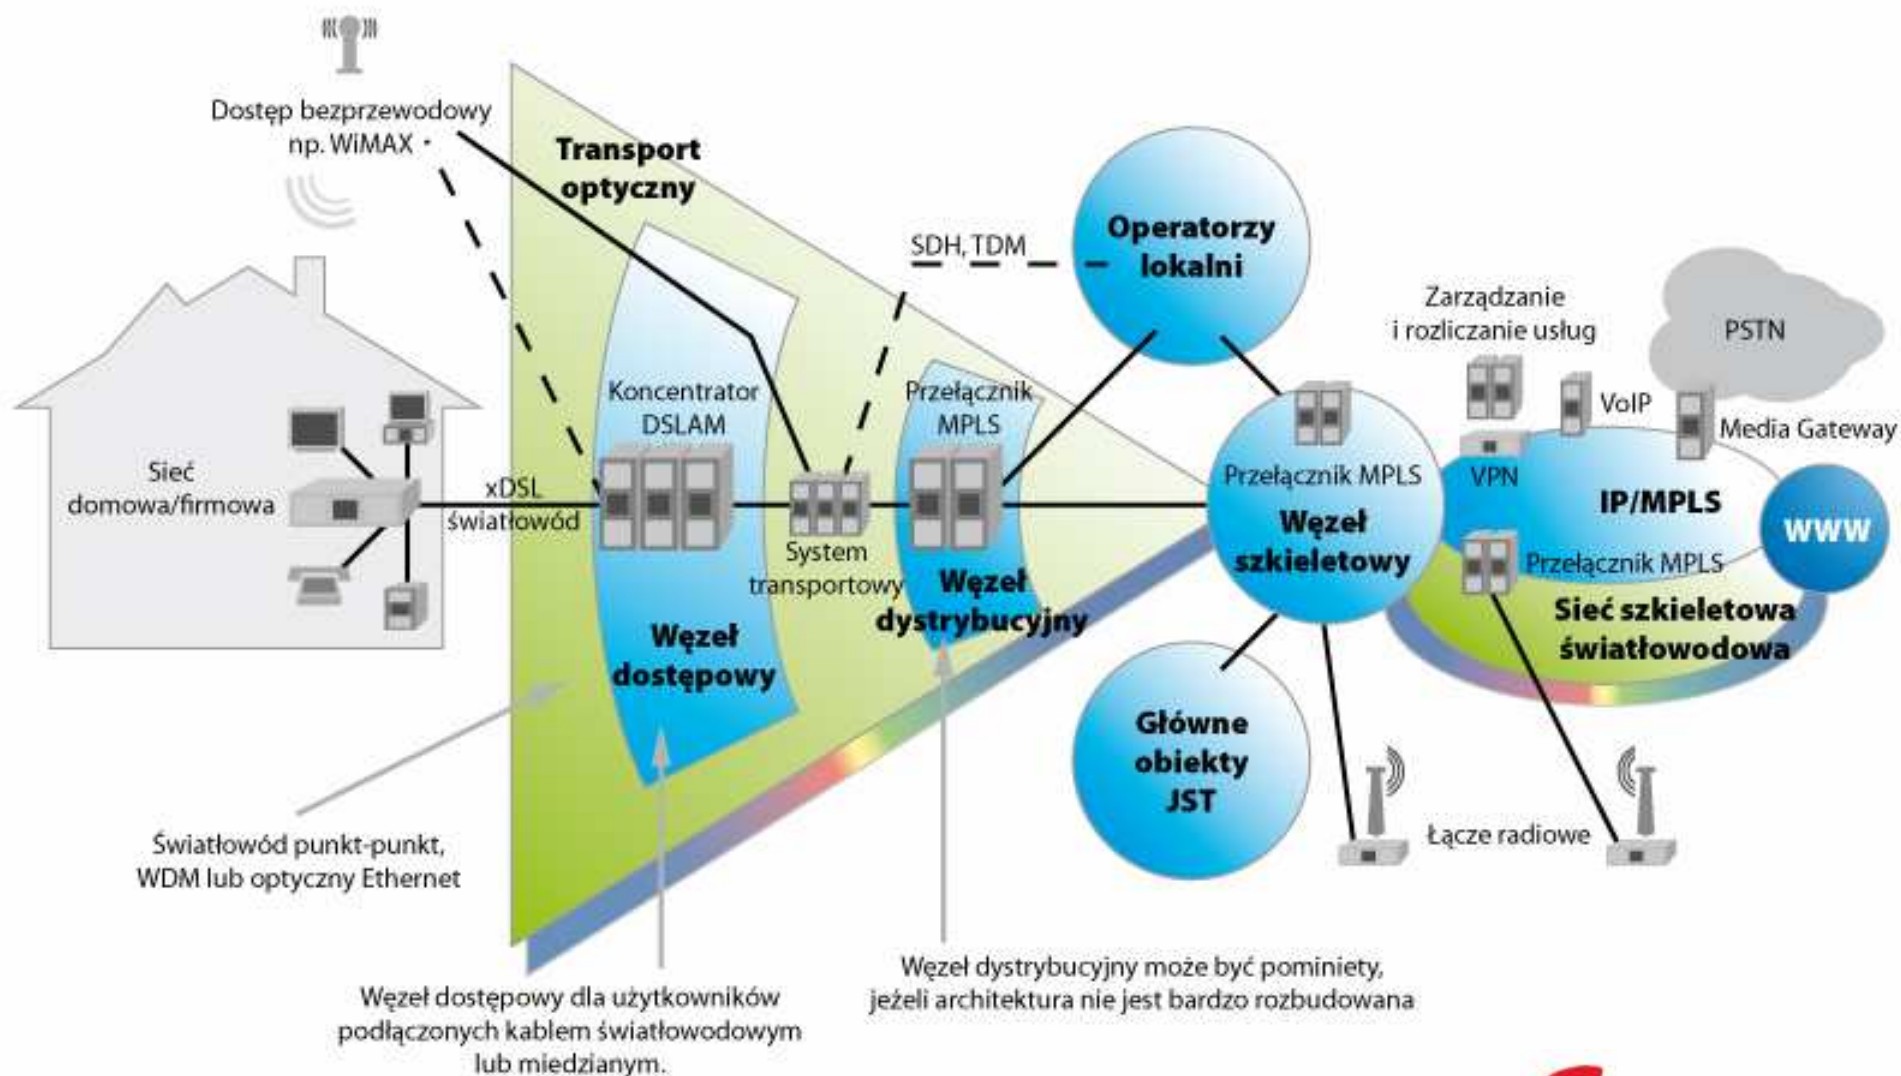 Dostęp bezprzewodowy
np. WiMAX
Transport
optyczny
SDH, TDM
Operatorzy
lokalni
Zarządzanie
i rozliczanie usług
PSTN
VoIP
Media Gateway
Koncentrator
DSLAM
Przełącznik
MPLS
Sieć
domowa/firmowa
xDSL
światłowód
System
transportowy
Węzeł
dostępowy
Węzeł
dystrybucyjny
Przełącznik MPLS
Węzeł
szkieletowy
VPN
IP/MPLS
WWW
Przełącznik MPLS
Sieć szkieletowa
światłowodowa
Główne
obiekty
JST
Łącze radiowe
Światłowód punkt-punkt,
WDM lub optyczny Ethernet
Węzeł dostępowy dla użytkowników
podłączonych kablem światłowodowym
lub miedzianym.
Węzeł dystrybucyjny może być pominiety,
jeżeli architektura nie jest bardzo rozbudowana